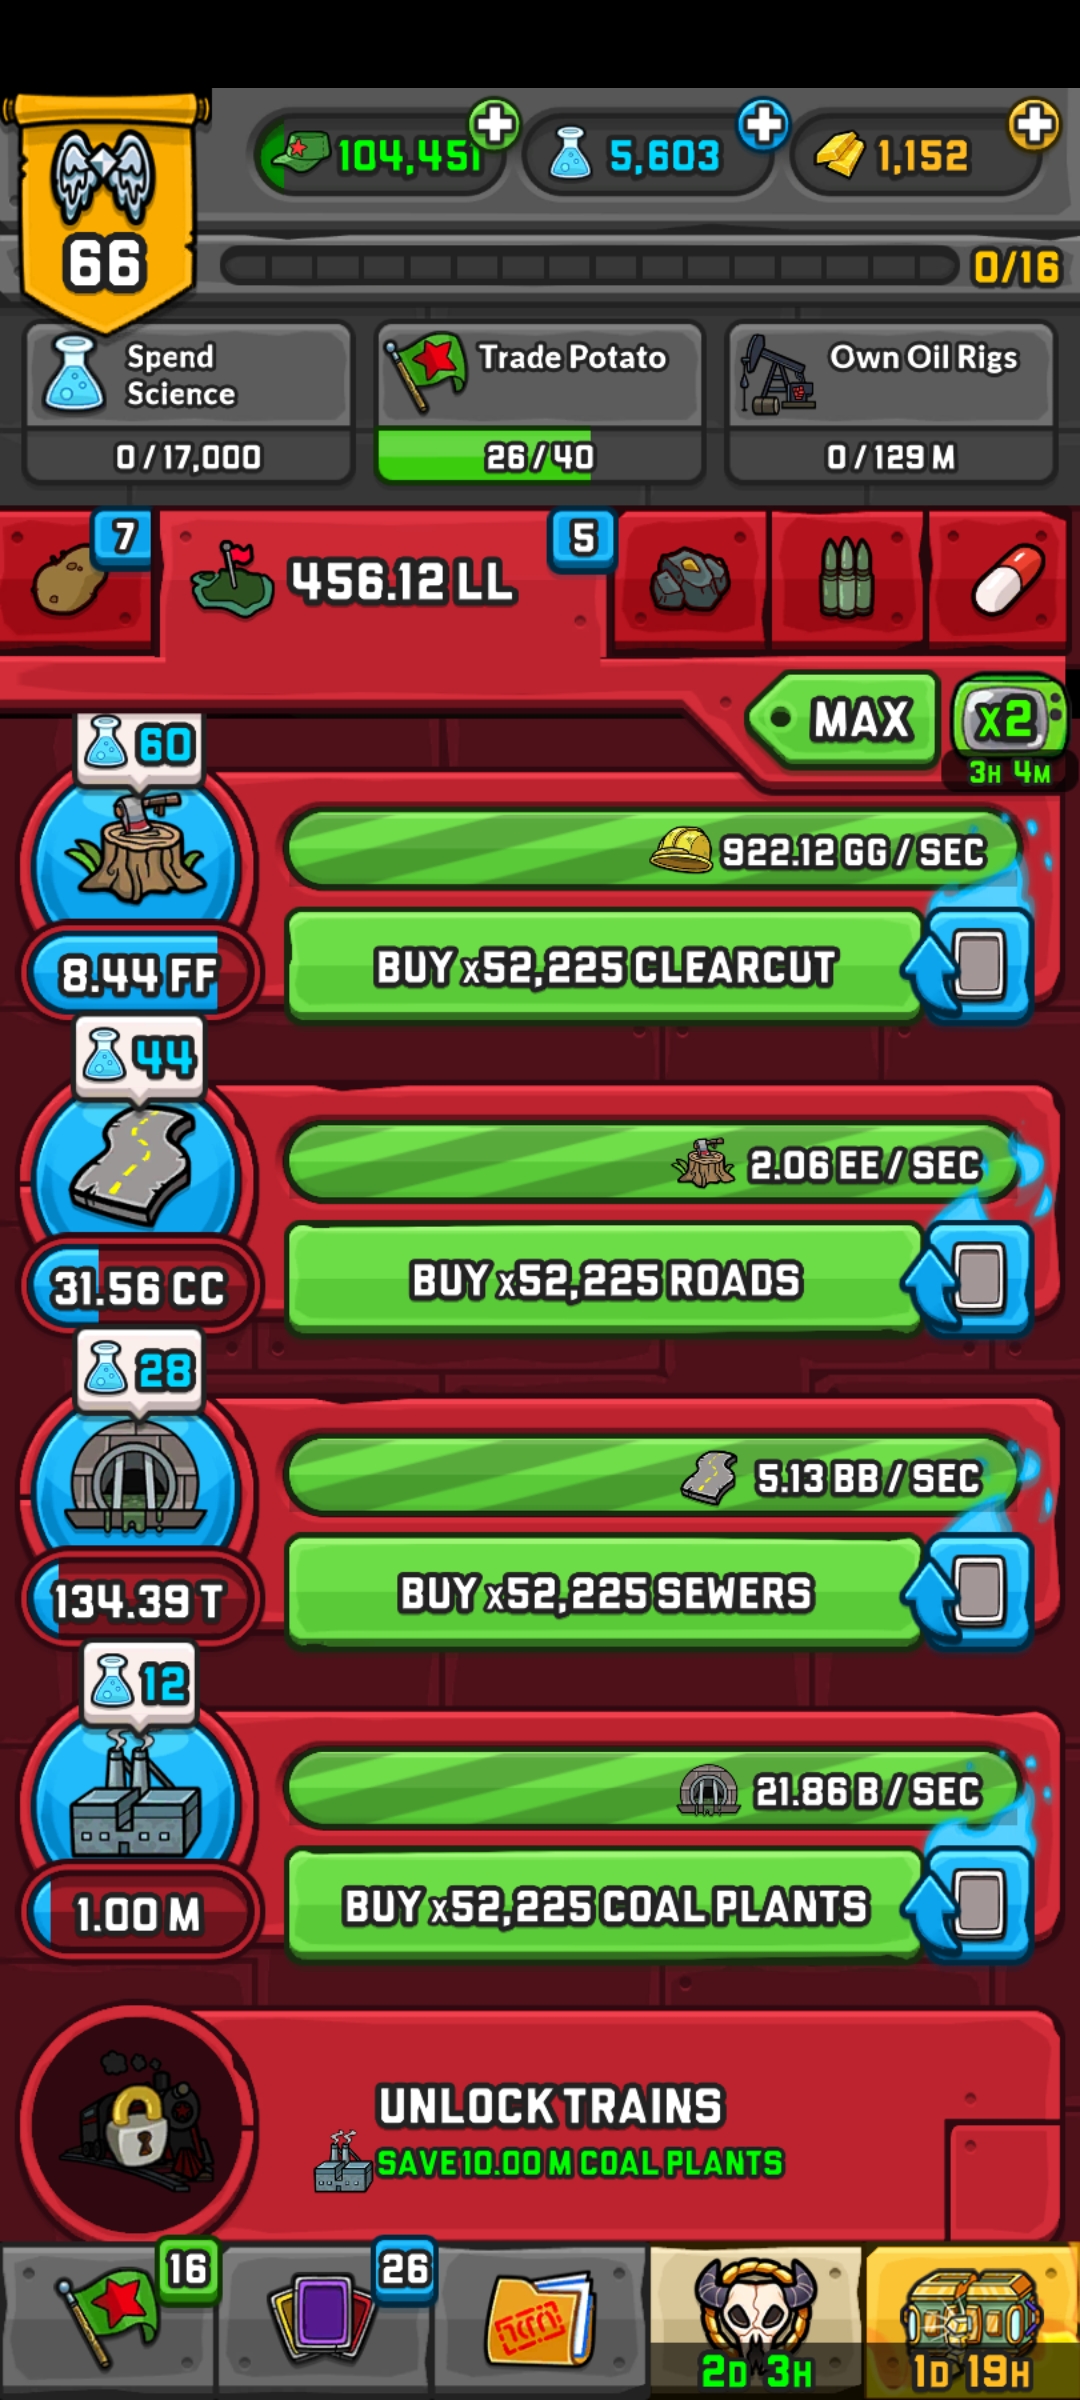 104,451
5,603
1,152
66
0/16
Spend
Science
0/17,000
Trade Potato
26/40
Own Oil Rigs
0/129 M
7
456.12 LL
5
MAX
x2
3H 4M
60
922.12 GG / SEC
8.44 FF
BUY x52,225 CLEARCUT
44
2.06 EE / SEC
31.56 CC
BUY x52,225 ROADS
28
5.13 BB / SEC
134.39 T
BUY x52,225 SEWERS
12
21.86 B / SEC
1.00 M
BUY x52,225 COAL PLANTS
UNLOCK TRAINS
SAVE 10.00 M COAL PLANTS
16
26
2D 3H
1D 19H